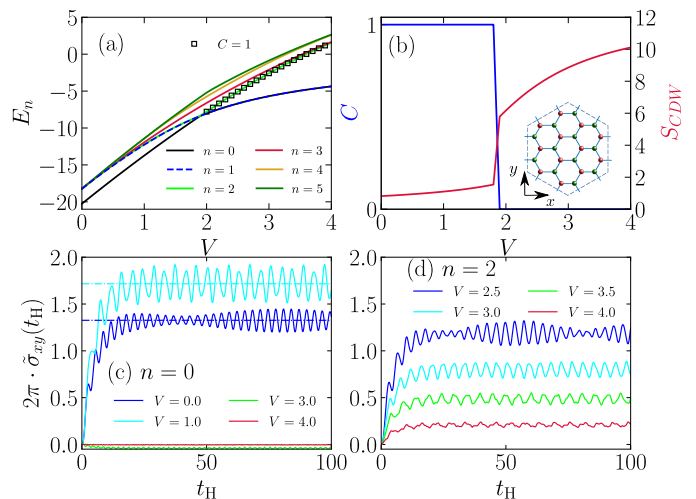 (a)
C = 1
5
0
−5
−10
−15
−20
E_n
n = 0
n = 1
n = 2
n = 3
n = 4
n = 5
0
1
2
3
4
V
(b)
1
C
1
12
10
8
6
4
2
0
S_{CDW}
y
x
0
1
2
3
4
V
2.0
1.5
1.0
0.5
0.0
2π · σ̃_{xy}(t_H)
(c) n = 0
V = 0.0
V = 1.0
V = 3.0
V = 4.0
0
50
100
t_H
(d) n = 2
V = 2.5
V = 3.0
V = 3.5
V = 4.0
2.0
1.5
1.0
0.5
0.0
0
50
100
t_H